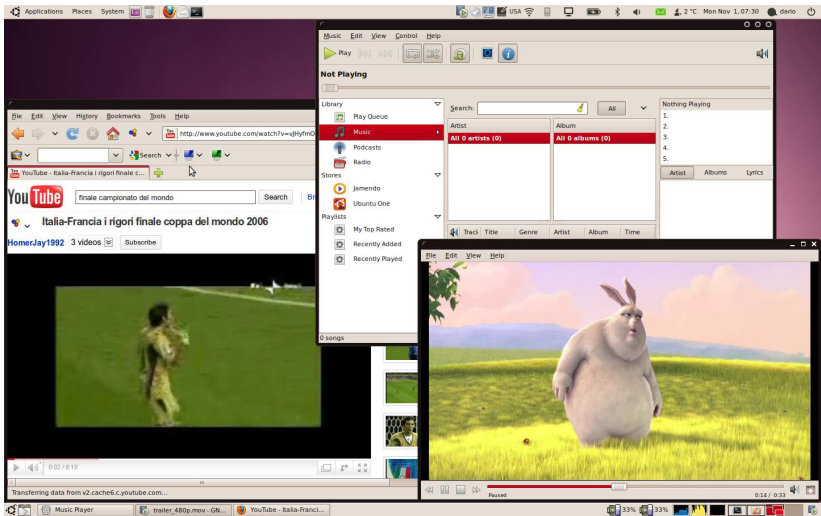 Applications Places System USA 2 °C Mon Nov 1, 07:30 dario
Music Edit View Control Help
Play
Not Playing
Library
Play Queue
Music
Podcasts
Radio
Stores
Jamendo
Ubuntu One
Playlists
My Top Rated
Recently Added
Recently Played
0 songs
Search: All
Artist Album
All 0 artists (0) All 0 albums (0)
Track Title Genre Artist Album Time
Nothing Playing
1.
2.
3.
4.
5.
Artist Albums Lyrics
File Edit View History Bookmarks Tools Help
http://www.youtube.com/watch?v=vJHyfm0
Search
YouTube - Italia-Francia i rigori finale c...
YouTube finale campionato del mondo Search Br
Italia-Francia i rigori finale coppa del mondo 2006
HomerJay1992 3 videos Subscribe
0:02 / 8:19
Transferring data from v2.cache6.c.youtube.com...
File Edit View Help
Paused 0:14 / 0:33
Music Player trailer_480p.mov - GN... YouTube - Italia-Franci... 33% 33%